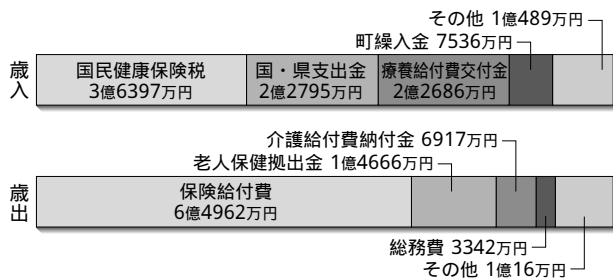 その他 1億489万円
町繰入金 7536万円
歳入
国民健康保険税
3億6397万円
国・県支出金
2億2795万円
療養給付費交付金
2億2686万円
介護給付費納付金 6917万円
老人保健拠出金 1億4666万円
歳出
保険給付費
6億4962万円
総務費 3342万円
その他 1億16万円